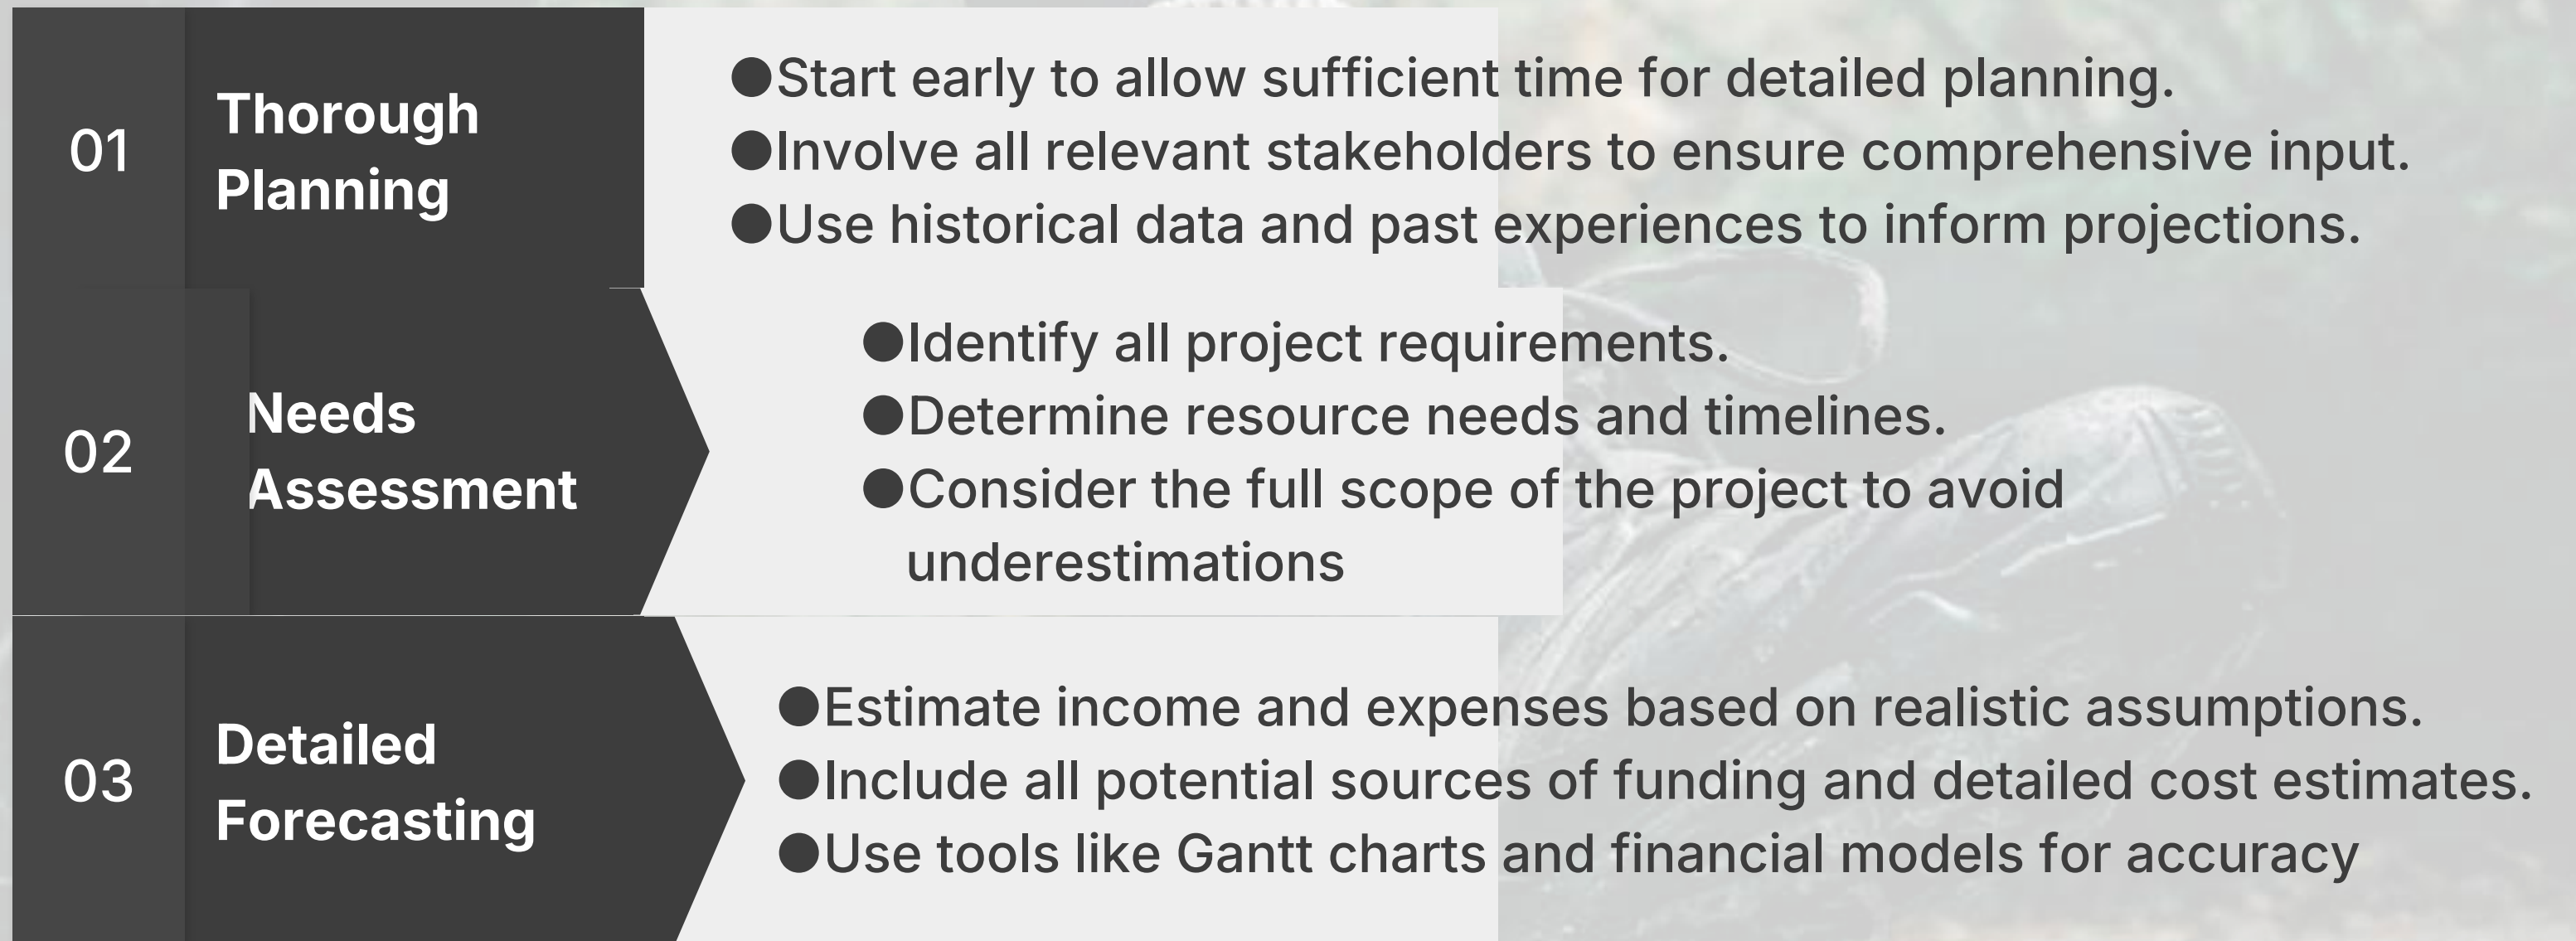 01
Thorough
Planning
●Start early to allow sufficient time for detailed planning.
●Involve all relevant stakeholders to ensure comprehensive input.
●Use historical data and past experiences to inform projections.
02
Needs
Assessment
●Identify all project requirements.
●Determine resource needs and timelines.
●Consider the full scope of the project to avoid
underestimations
03
Detailed
Forecasting
●Estimate income and expenses based on realistic assumptions.
●Include all potential sources of funding and detailed cost estimates.
●Use tools like Gantt charts and financial models for accuracy